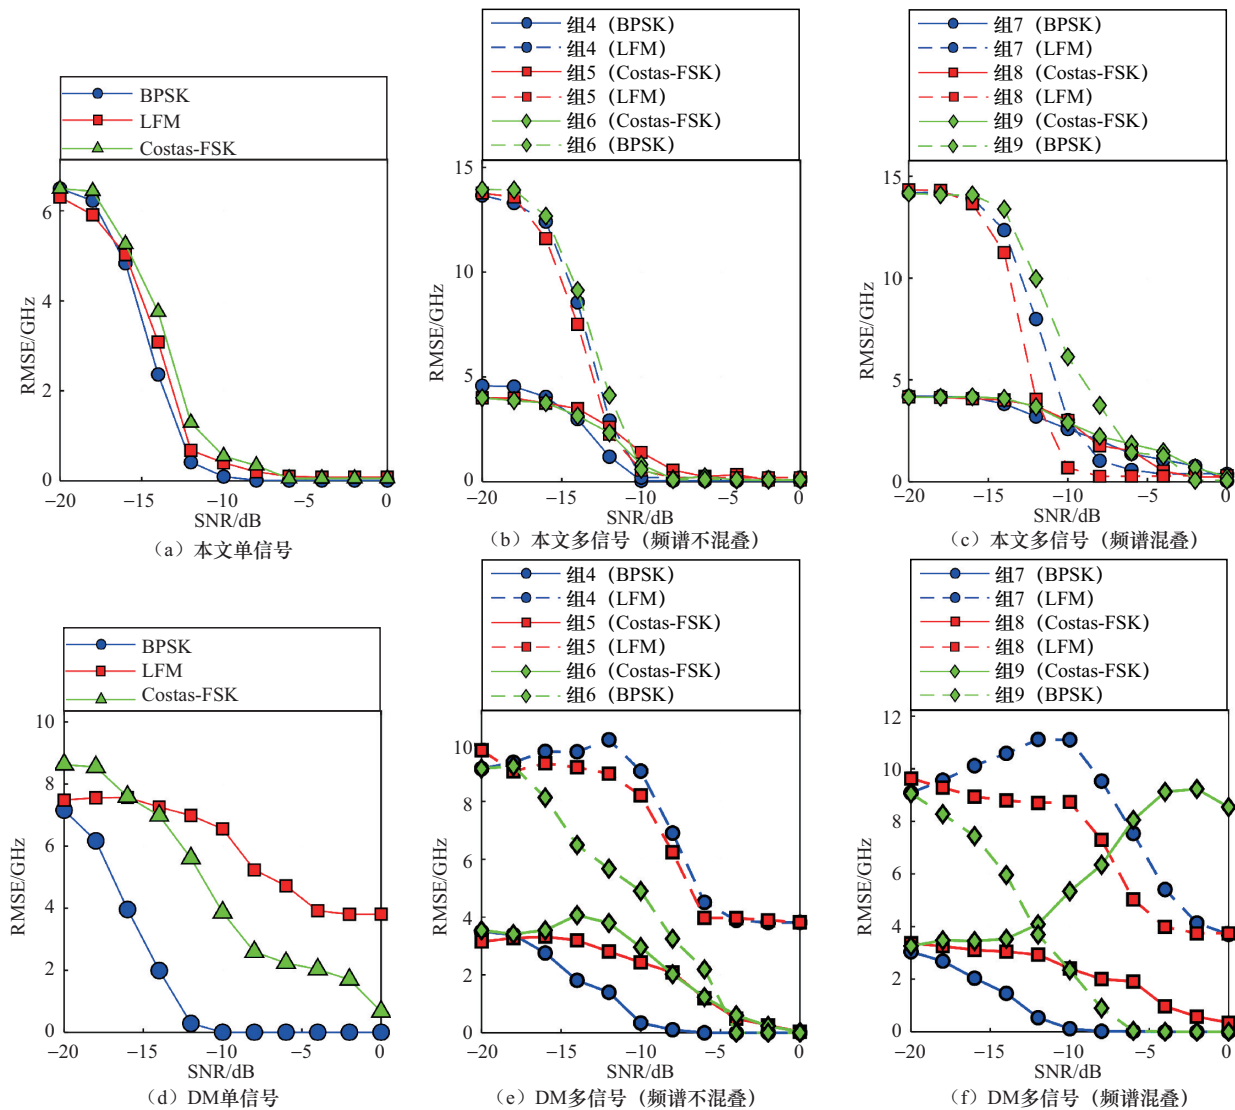 BPSK
LFM
Costas-FSK
6
4
2
0
−20
−15
−10
−5
0
RMSE/GHz
SNR/dB
（a）本文单信号
组4（BPSK）
组4（LFM）
组5（Costas-FSK）
组5（LFM）
组6（Costas-FSK）
组6（BPSK）
15
10
5
0
−20
−15
−10
−5
0
RMSE/GHz
SNR/dB
（b）本文多信号（频谱不混叠）
组7（BPSK）
组7（LFM）
组8（Costas-FSK）
组8（LFM）
组9（Costas-FSK）
组9（BPSK）
15
10
5
0
−20
−15
−10
−5
0
RMSE/GHz
SNR/dB
（c）本文多信号（频谱混叠）
BPSK
LFM
Costas-FSK
10
8
6
4
2
0
−20
−15
−10
−5
0
RMSE/GHz
SNR/dB
（d）DM单信号
组4（BPSK）
组4（LFM）
组5（Costas-FSK）
组5（LFM）
组6（Costas-FSK）
组6（BPSK）
10
8
6
4
2
0
−20
−15
−10
−5
0
RMSE/GHz
SNR/dB
（e）DM多信号（频谱不混叠）
组7（BPSK）
组7（LFM）
组8（Costas-FSK）
组8（LFM）
组9（Costas-FSK）
组9（BPSK）
12
10
8
6
4
2
0
−20
−15
−10
−5
0
RMSE/GHz
SNR/dB
（f）DM多信号（频谱混叠）